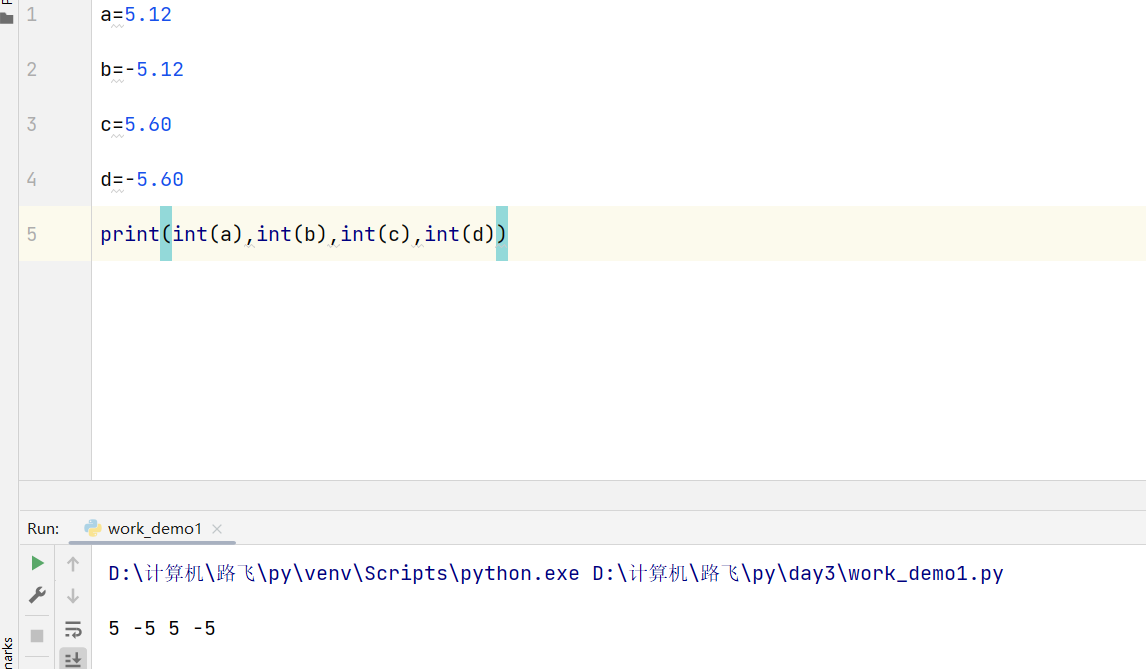 1 a=5.12
2 b=-5.12
3 c=5.60
4 d=-5.60
5 print(int(a),int(b),int(c),int(d))
Run: work_demo1
D:\计算机\路飞\py\venv\Scripts\python.exe D:\计算机\路飞\py\day3\work_demo1.py
5 -5 5 -5